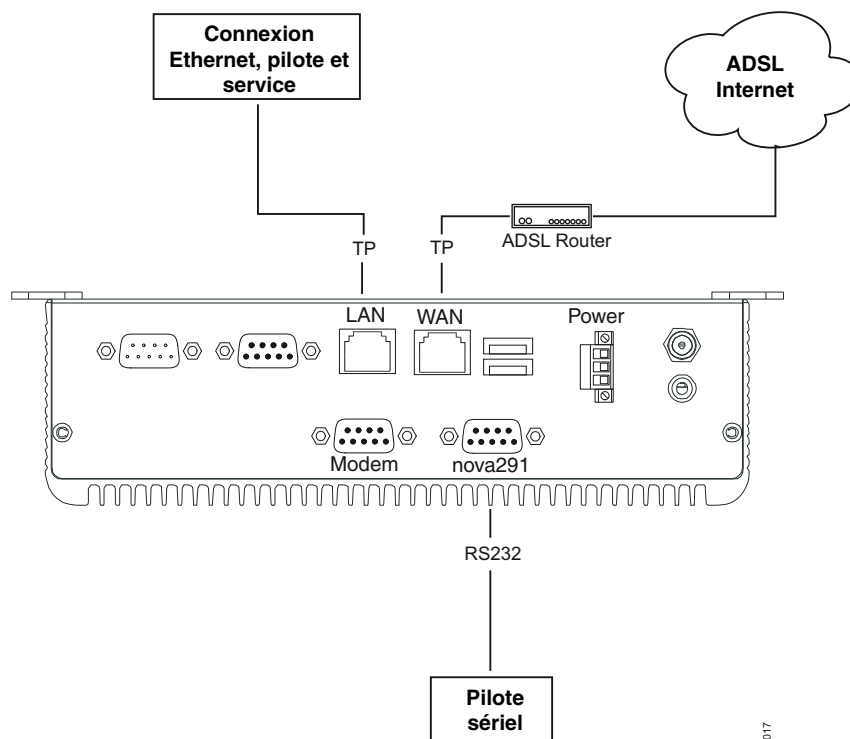 Connexion
Ethernet, pilote et
service
ADSL
Internet
ADSL Router
TP
TP
LAN
WAN
Power
Modem
nova291
RS232
Pilote
sériel
017